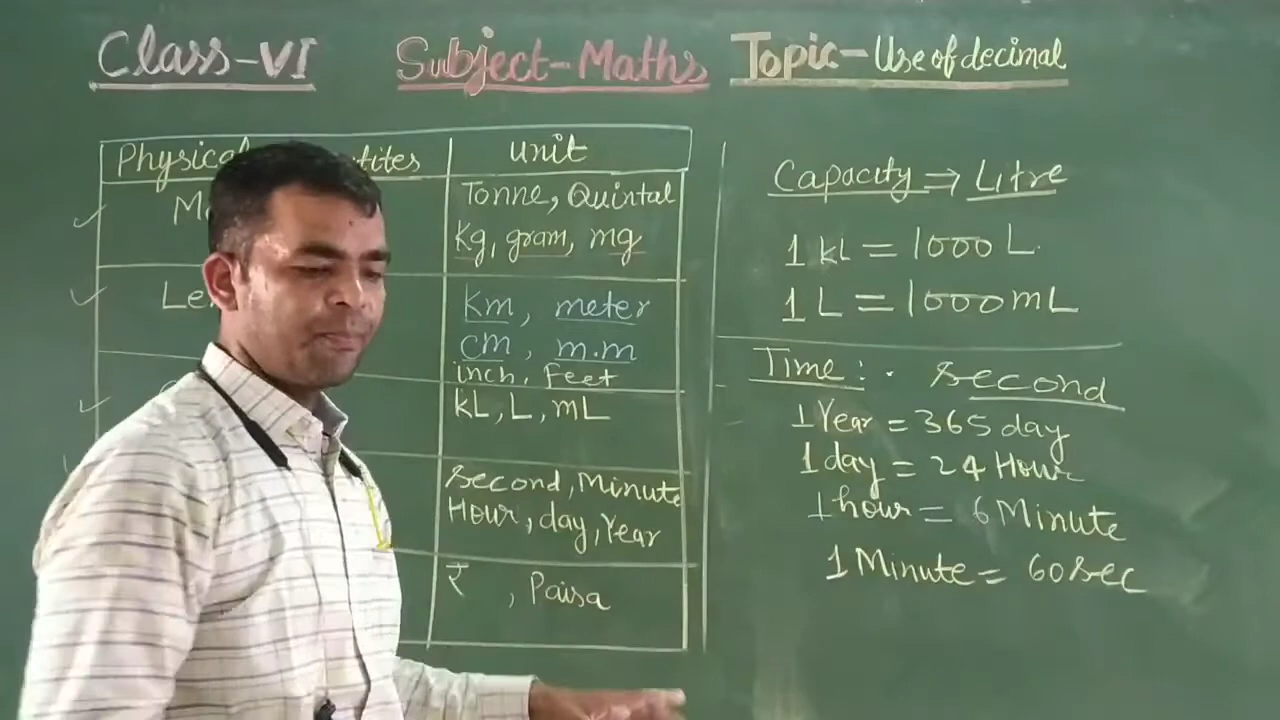 Class-VI Subject-Maths Topic-Use of decimal
Physical tites unit
Tonne, Quintal
kg, gram, mg
Le
Km, meter
cm, m.m
inch, Feet
kL, L, mL
Second, Minute
Hour, day, Year
₹ , Paisa
Capacity ⇒ Litre
1 kL = 1000 L
1 L = 1000 mL
Time : . Second
1 Year = 365 day
1 day = 24 Hour
1 hour = 6 Minute
1 Minute = 60 sec